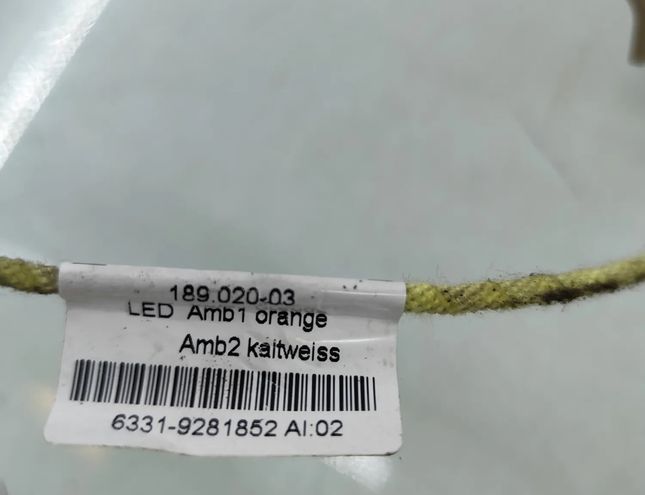 189.020-03
LED Amb1 orange
Amb2 kaltweiss
6331-9281852 AI:02